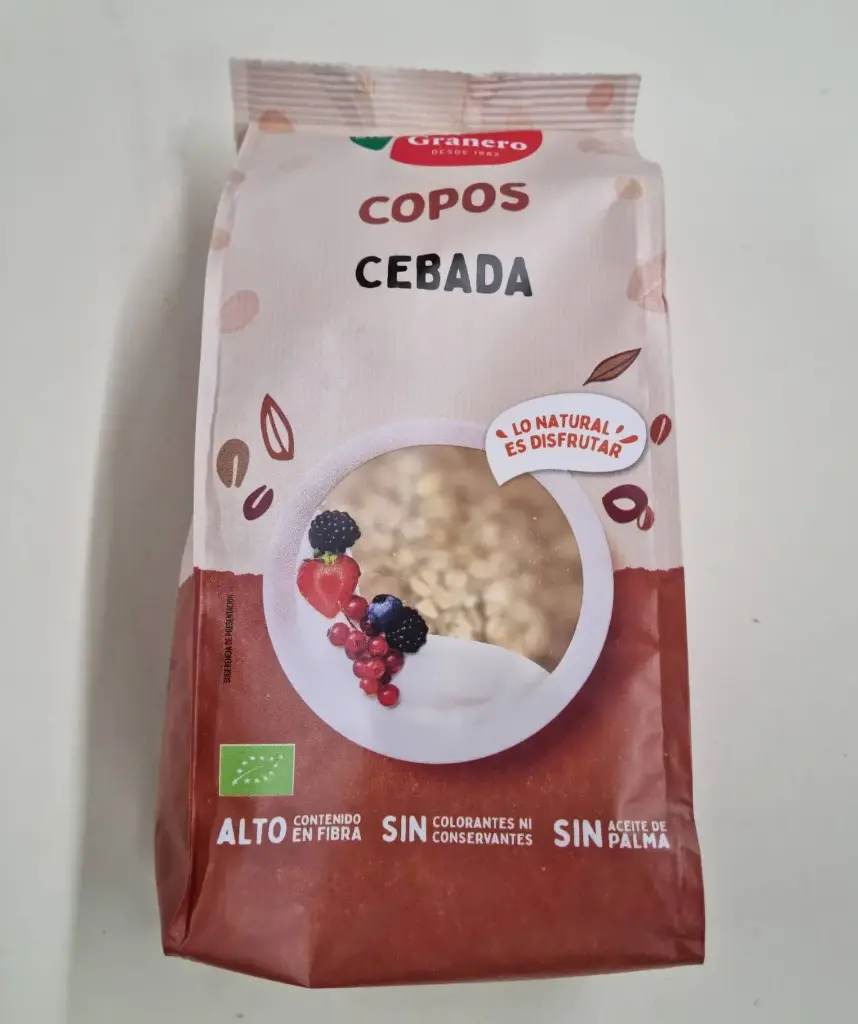 Granero
DESDE 1982
COPOS
CEBADA
LO NATURAL
ES DISFRUTAR
SUGERENCIA DE PRESENTACIÓN
ALTO CONTENIDO
EN FIBRA
SIN COLORANTES NI
CONSERVANTES
SIN ACEITE DE
PALMA